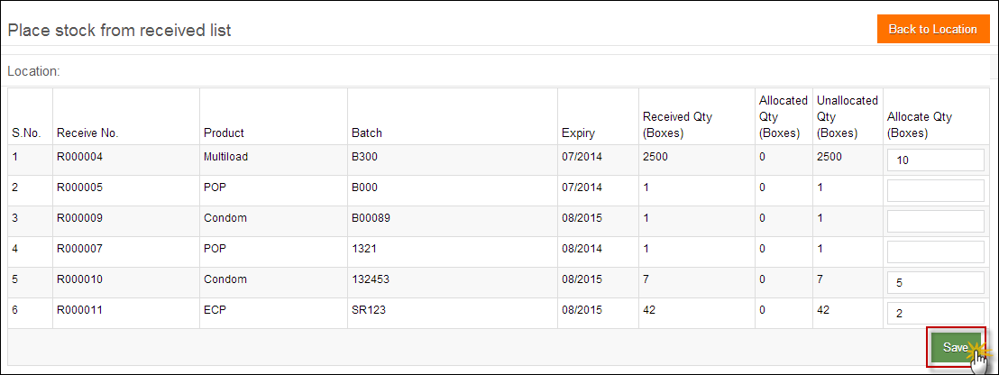 Place stock from received list
Back to Location
Location:
S.No. Receive No. Product Batch Expiry Received Qty (Boxes) Allocated Qty (Boxes) Unallocated Qty (Boxes) Allocate Qty (Boxes)
1 R000004 Multiload B300 07/2014 2500 0 2500 10
2 R000005 POP B000 07/2014 1 0 1
3 R000009 Condom B00089 08/2015 1 0 1
4 R000007 POP 1321 08/2014 1 0 1
5 R000010 Condom 132453 08/2015 7 0 7 5
6 R000011 ECP SR123 08/2015 42 0 42 2
Save